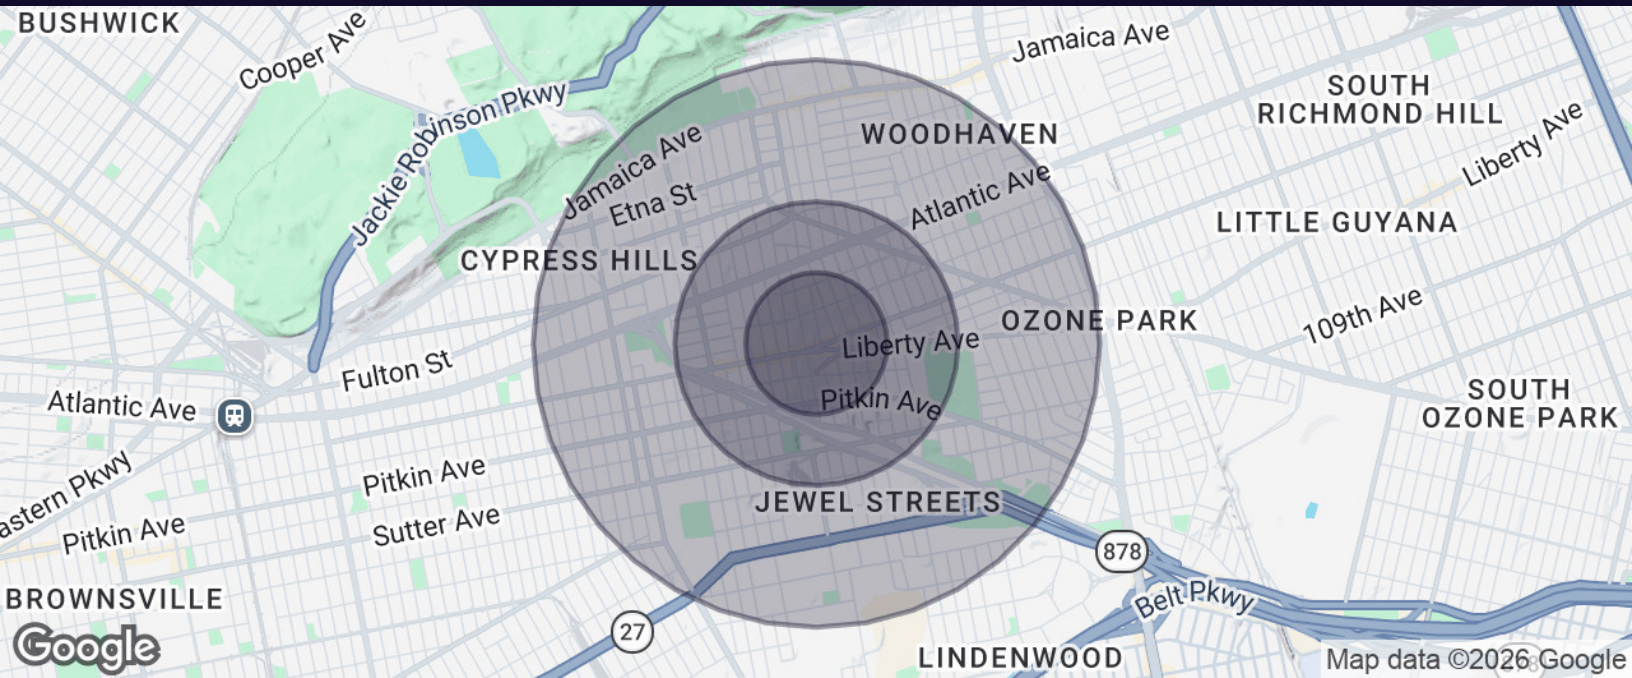 BUSHWICK
Cooper Ave
Jamaica Ave
SOUTH
RICHMOND HILL
Jackie Robinson Pkwy
WOODHAVEN
Liberty Ave
Jamaica Ave
Etna St
Atlantic Ave
LITTLE GUYANA
CYPRESS HILLS
OZONE PARK
109th Ave
Liberty Ave
Fulton St
Atlantic Ave
Pitkin Ave
SOUTH
OZONE PARK
Pitkin Ave
astern Pkwy
JEWEL STREETS
Sutter Ave
Pitkin Ave
878
BROWNSVILLE
Belt Pkwy
27
Google
LINDENWOOD
Map data ©2026 Google